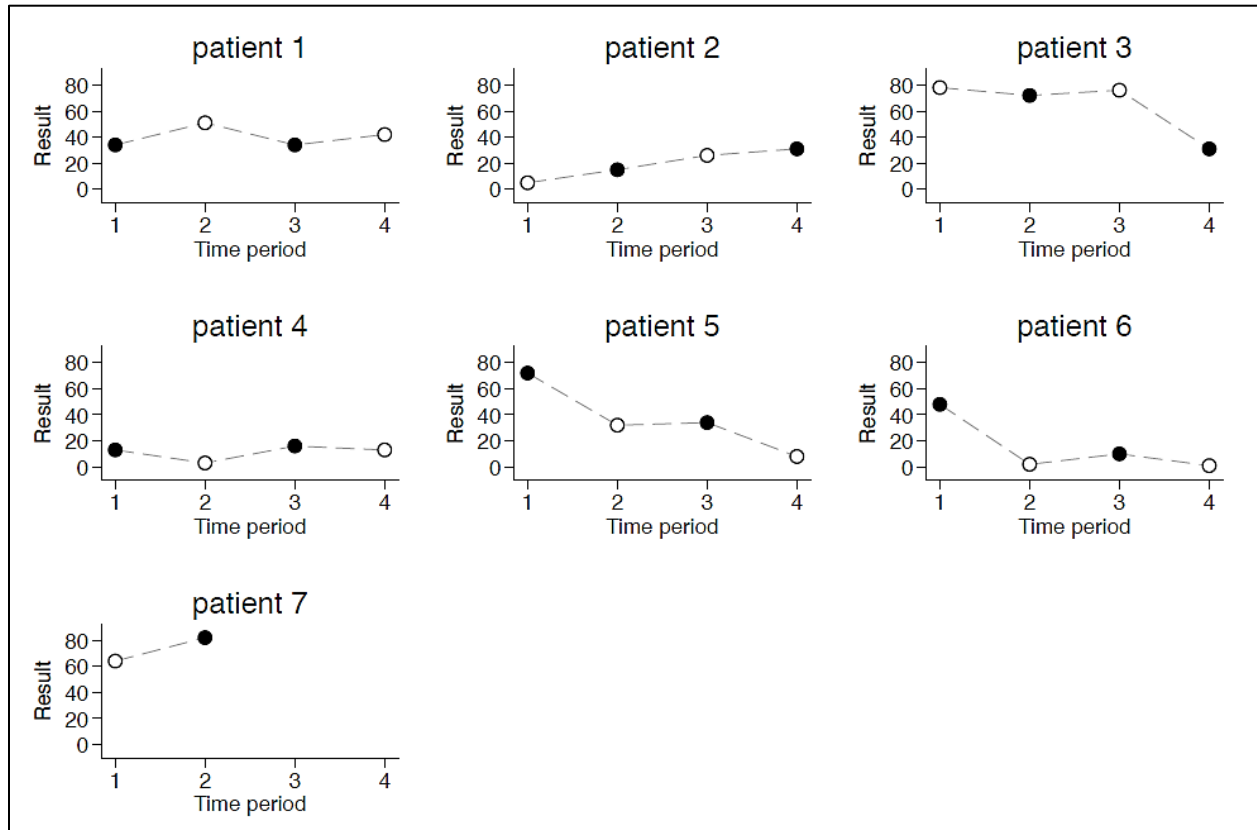 patient 1
80
60
40
20
0
Result
1 2 3 4
Time period
patient 2
80
60
40
20
0
Result
1 2 3 4
Time period
patient 3
80
60
40
20
0
Result
1 2 3 4
Time period
patient 4
80
60
40
20
0
Result
1 2 3 4
Time period
patient 5
80
60
40
20
0
Result
1 2 3 4
Time period
patient 6
80
60
40
20
0
Result
1 2 3 4
Time period
patient 7
80
60
40
20
0
Result
1 2 3 4
Time period